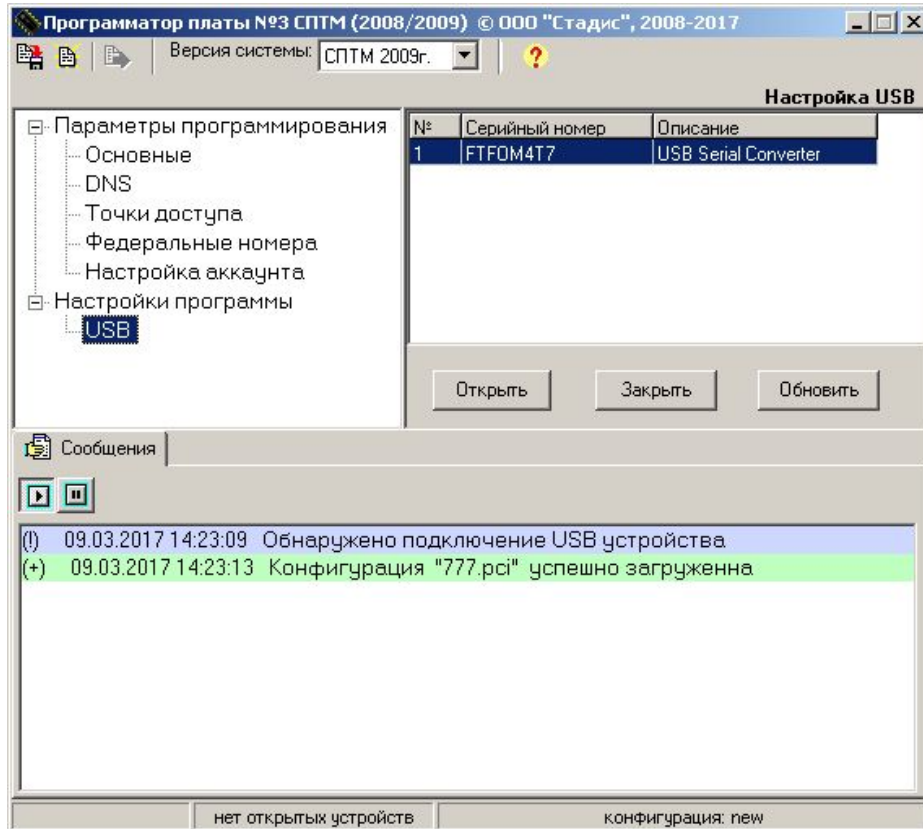 Программатор платы №3 СПТМ (2008/2009) © ООО "Стадис", 2008-2017
Версия системы: СПТМ 2009г. ?
Настройка USB
Параметры программирования
Основные
DNS
Точки доступа
Федеральные номера
Настройка аккаунта
Настройки программы
USB
№ Серийный номер Описание
1 FTFOM4T7 USB Serial Converter
Открыть Закрыть Обновить
Сообщения
(!) 09.03.2017 14:23:09 Обнаружено подключение USB устройства
(+) 09.03.2017 14:23:13 Конфигурация "777.pci" успешно загруженна
нет открытых устройств конфигурация: new